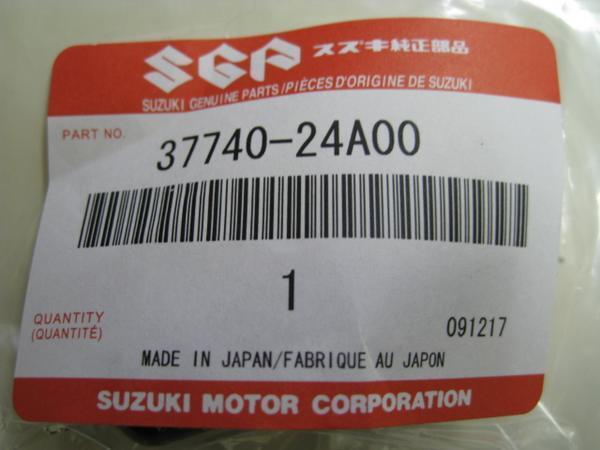 SGP スズキ純正部品
SUZUKI GENUINE PARTS/PIÈCES D'ORIGINE DE SUZUKI
PART NO. 37740-24A00
1
QUANTITY
(QUANTITÉ)
091217
MADE IN JAPAN/FABRIQUE AU JAPON
SUZUKI MOTOR CORPORATION